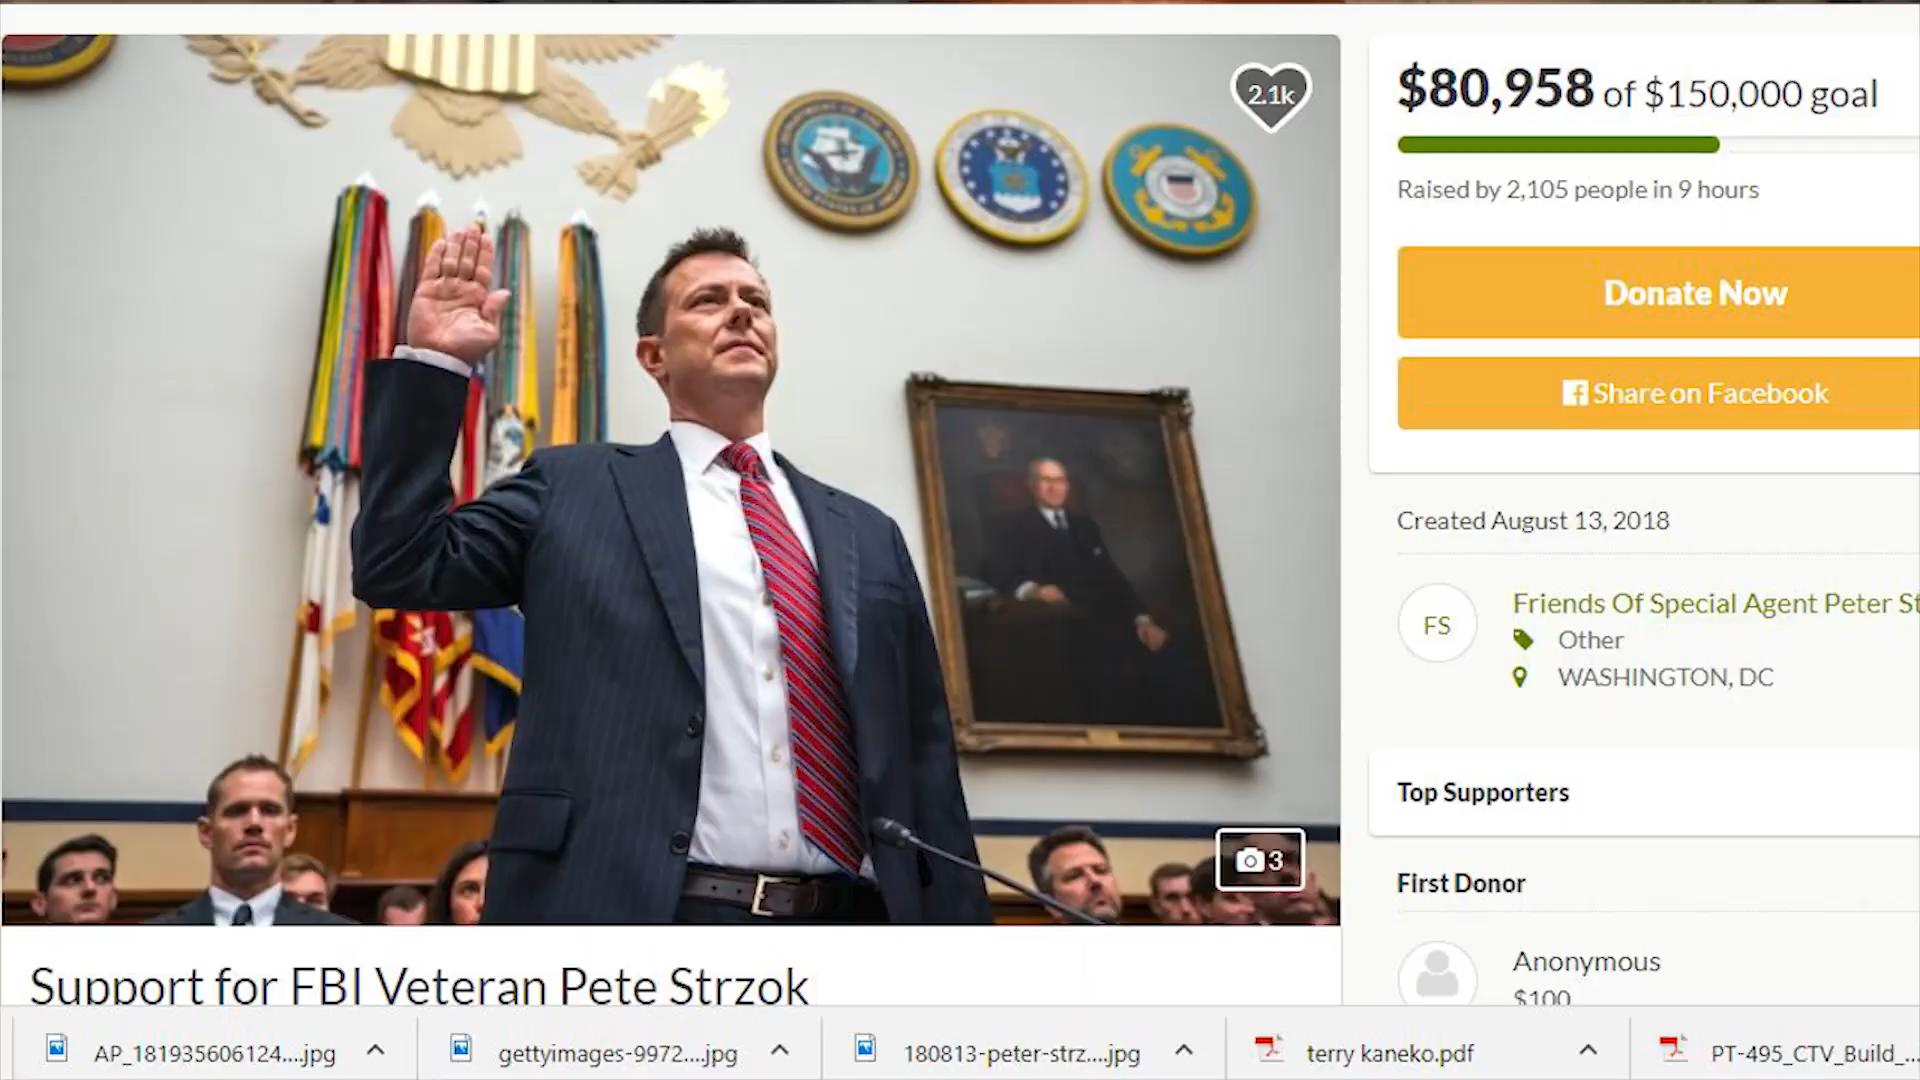 2.1k
3
Support for FBI Veteran Pete Strzok
$80,958 of $150,000 goal
Raised by 2,105 people in 9 hours
Donate Now
Share on Facebook
Created August 13, 2018
FS
Friends Of Special Agent Peter St
Other
WASHINGTON, DC
Top Supporters
First Donor
Anonymous
$100
AP_181935606124....jpg
gettyimages-9972....jpg
180813-peter-strz....jpg
terry kaneko.pdf
PT-495_CTV_Build_...